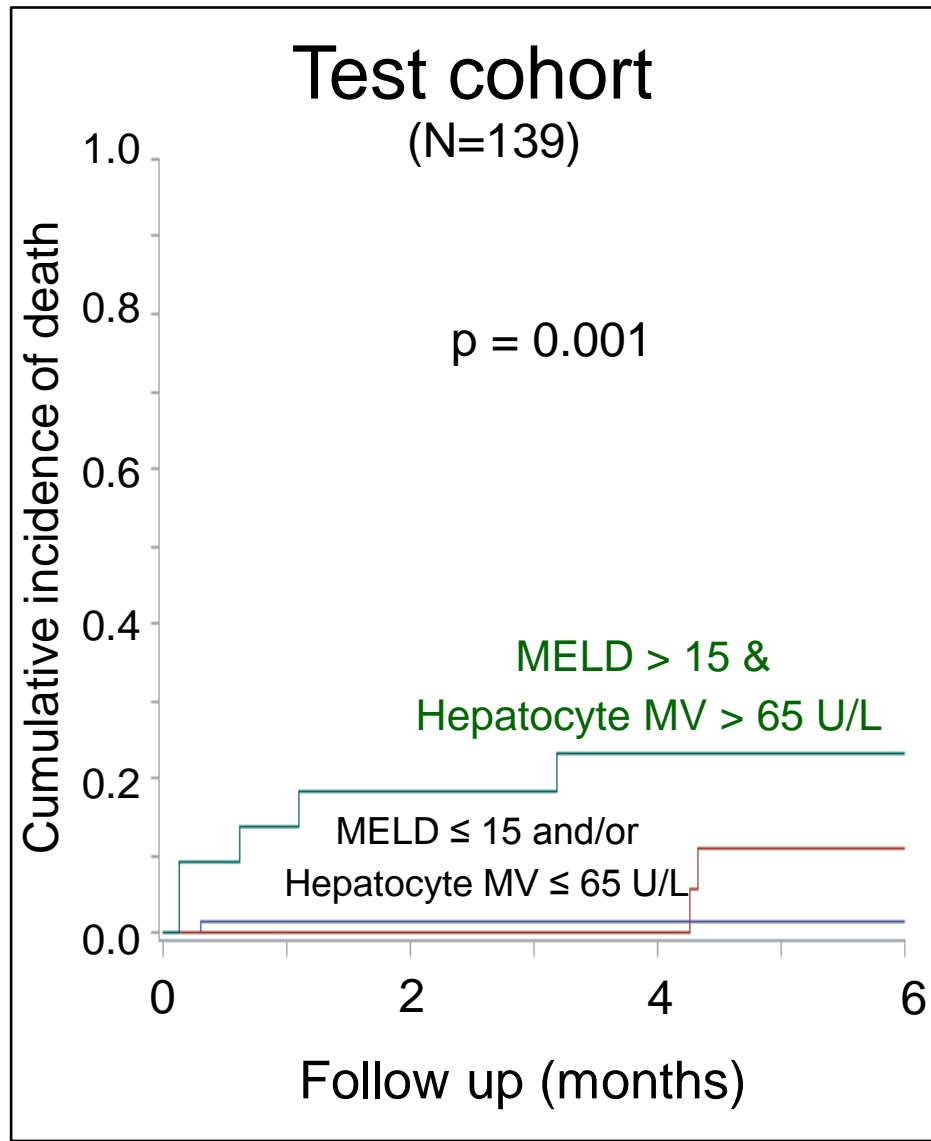 Test cohort
(N=139)
Cumulative incidence of death
1.0
0.8
0.6
0.4
0.2
0.0
p = 0.001
MELD > 15 &
Hepatocyte MV > 65 U/L
MELD ≤ 15 and/or
Hepatocyte MV ≤ 65 U/L
0 2 4 6
Follow up (months)